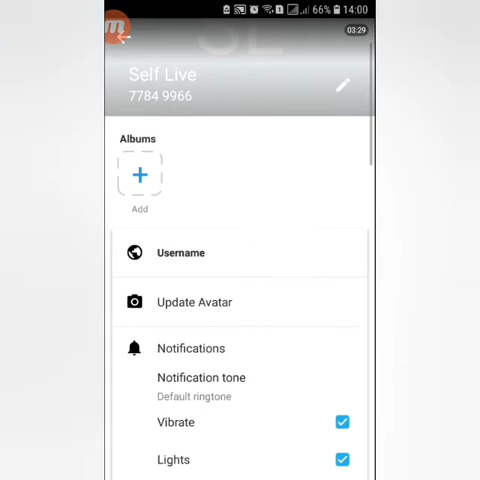 66% 14:00
M
SL
03:29
Self Live
7784 9966
Albums
Add
Username
Update Avatar
Notifications
Notification tone
Default ringtone
Vibrate
Lights